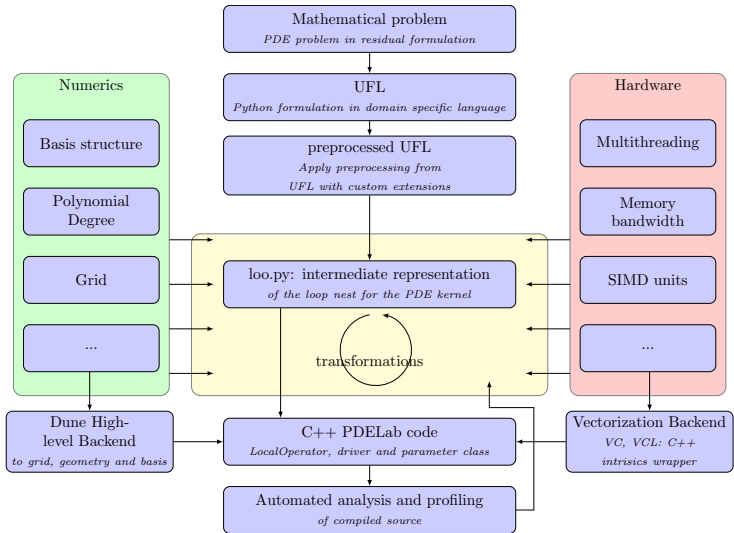 Mathematical problem
PDE problem in residual formulation
UFL
Python formulation in domain specific language
preprocessed UFL
Apply preprocessing from
UFL with custom extensions
Numerics
Basis structure
Polynomial
Degree
Grid
...
Hardware
Multithreading
Memory
bandwidth
SIMD units
...
loo.py: intermediate representation
of the loop nest for the PDE kernel
transformations
Dune High-
level Backend
to grid, geometry and basis
C++ PDELab code
LocalOperator, driver and parameter class
Vectorization Backend
VC, VCL: C++
intrisics wrapper
Automated analysis and profiling
of compiled source